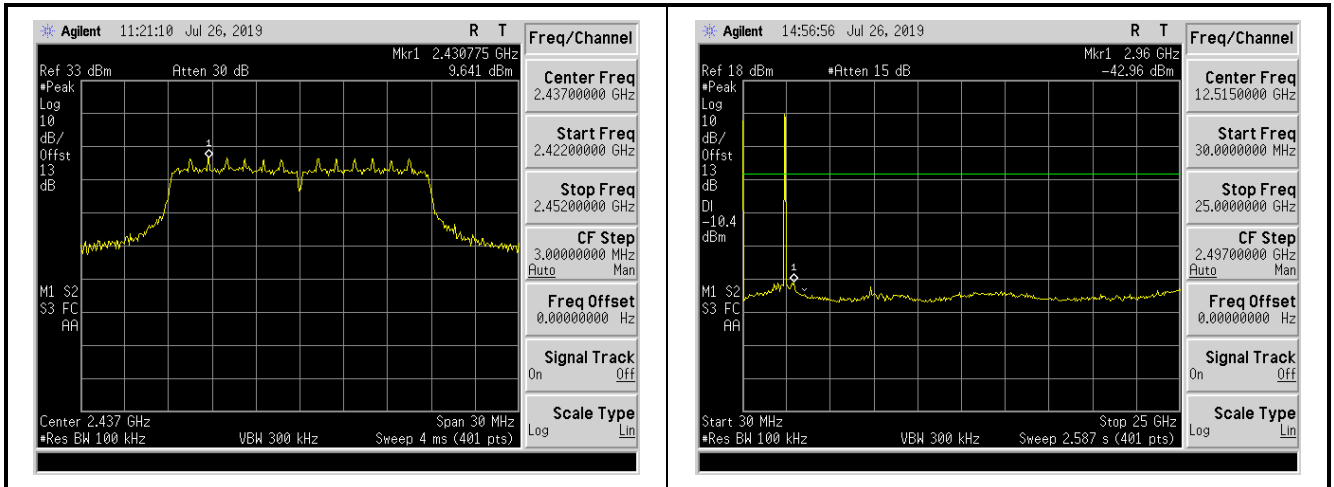 Agilent 11:21:10 Jul 26, 2019 R T
Mkr1 2.430775 GHz
Ref 33 dBm Atten 30 dB 9.641 dBm
#Peak
Log
10
dB/
Offst
13
dB
1
M1 S2
S3 FC
AA
Center 2.437 GHz Span 30 MHz
#Res BW 100 kHz VBW 300 kHz Sweep 4 ms (401 pts)
Freq/Channel
Center Freq
2.43700000 GHz
Start Freq
2.42200000 GHz
Stop Freq
2.45200000 GHz
CF Step
3.00000000 MHz
Auto Man
Freq Offset
0.00000000 Hz
Signal Track
On Off
Scale Type
Log Lin
Agilent 14:56:56 Jul 26, 2019 R T
Mkr1 2.96 GHz
Ref 18 dBm #Atten 15 dB -42.96 dBm
#Peak
Log
10
dB/
Offst
13
dB
DI
-10.4
dBm
1
M1 S2
S3 FC
AA
Start 30 MHz Stop 25 GHz
#Res BW 100 kHz VBW 300 kHz Sweep 2.587 s (401 pts)
Freq/Channel
Center Freq
12.5150000 GHz
Start Freq
30.0000000 MHz
Stop Freq
25.0000000 GHz
CF Step
2.49700000 GHz
Auto Man
Freq Offset
0.00000000 Hz
Signal Track
On Off
Scale Type
Log Lin